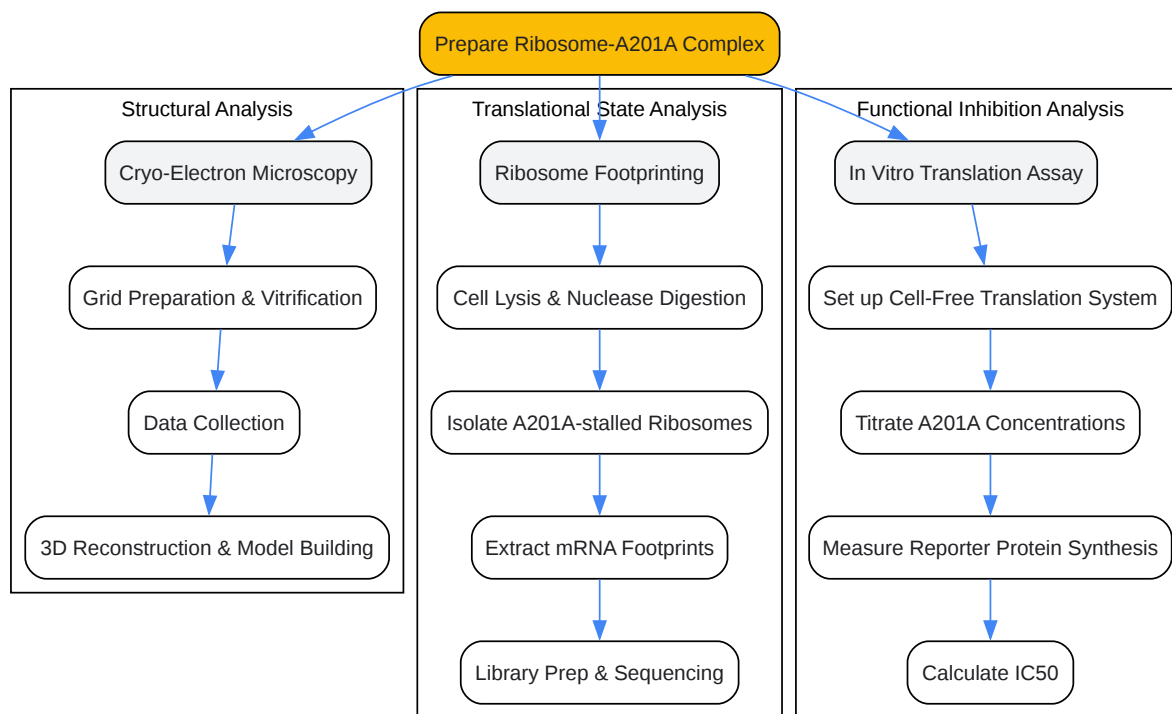 Prepare Ribosome-A201A Complex
Structural Analysis
Cryo-Electron Microscopy
Grid Preparation & Vitrification
Data Collection
3D Reconstruction & Model Building
Translational State Analysis
Ribosome Footprinting
Cell Lysis & Nuclease Digestion
Isolate A201A-stalled Ribosomes
Extract mRNA Footprints
Library Prep & Sequencing
Functional Inhibition Analysis
In Vitro Translation Assay
Set up Cell-Free Translation System
Titrate A201A Concentrations
Measure Reporter Protein Synthesis
Calculate IC50